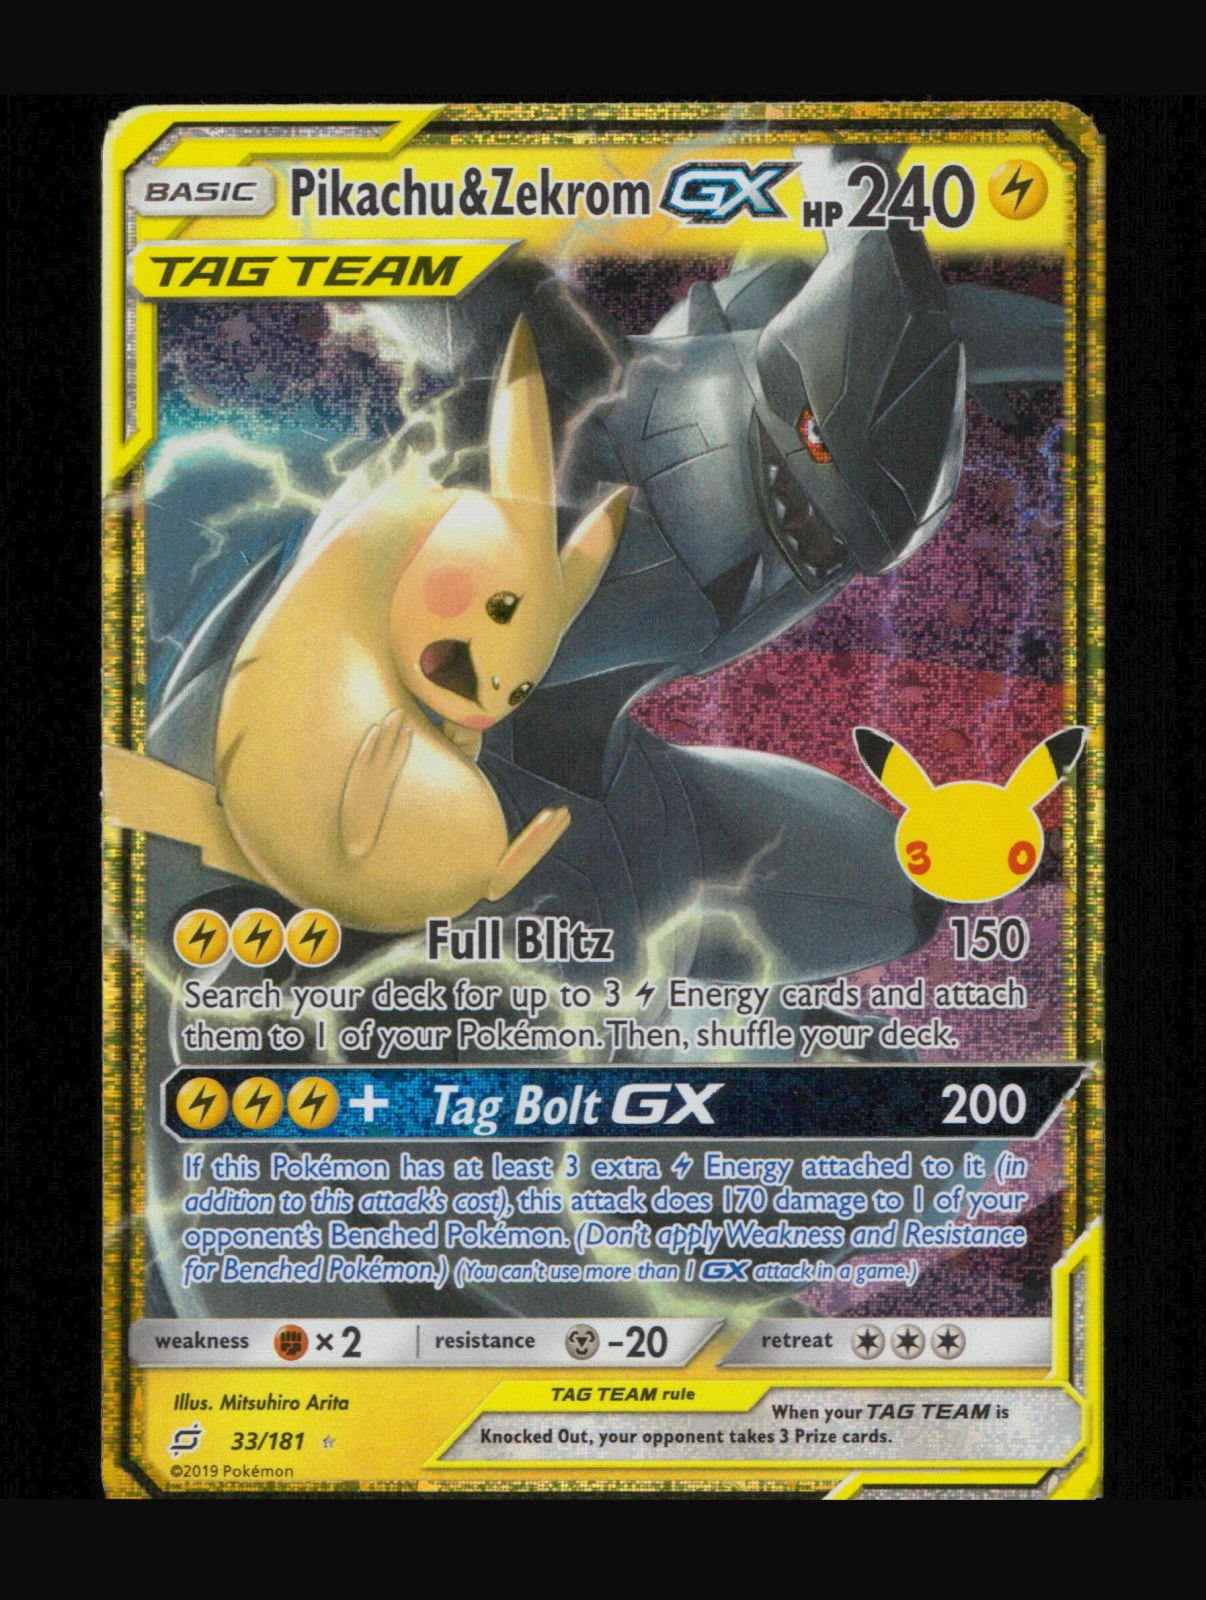 BASIC Pikachu&Zekrom GX HP 240
TAG TEAM
3 0
Full Blitz 150
Search your deck for up to 3 Energy cards and attach
them to 1 of your Pokémon. Then, shuffle your deck.
+ Tag Bolt GX 200
If this Pokémon has at least 3 extra Energy attached to it (in
addition to this attack's cost), this attack does 170 damage to 1 of your
opponent's Benched Pokémon. (Don't apply Weakness and Resistance
for Benched Pokémon.) (You can't use more than 1 GX attack in a game.)
weakness ×2 resistance -20 retreat
Illus. Mitsuhiro Arita
TAG TEAM rule
When your TAG TEAM is
Knocked Out, your opponent takes 3 Prize cards.
33/181
©2019 Pokémon